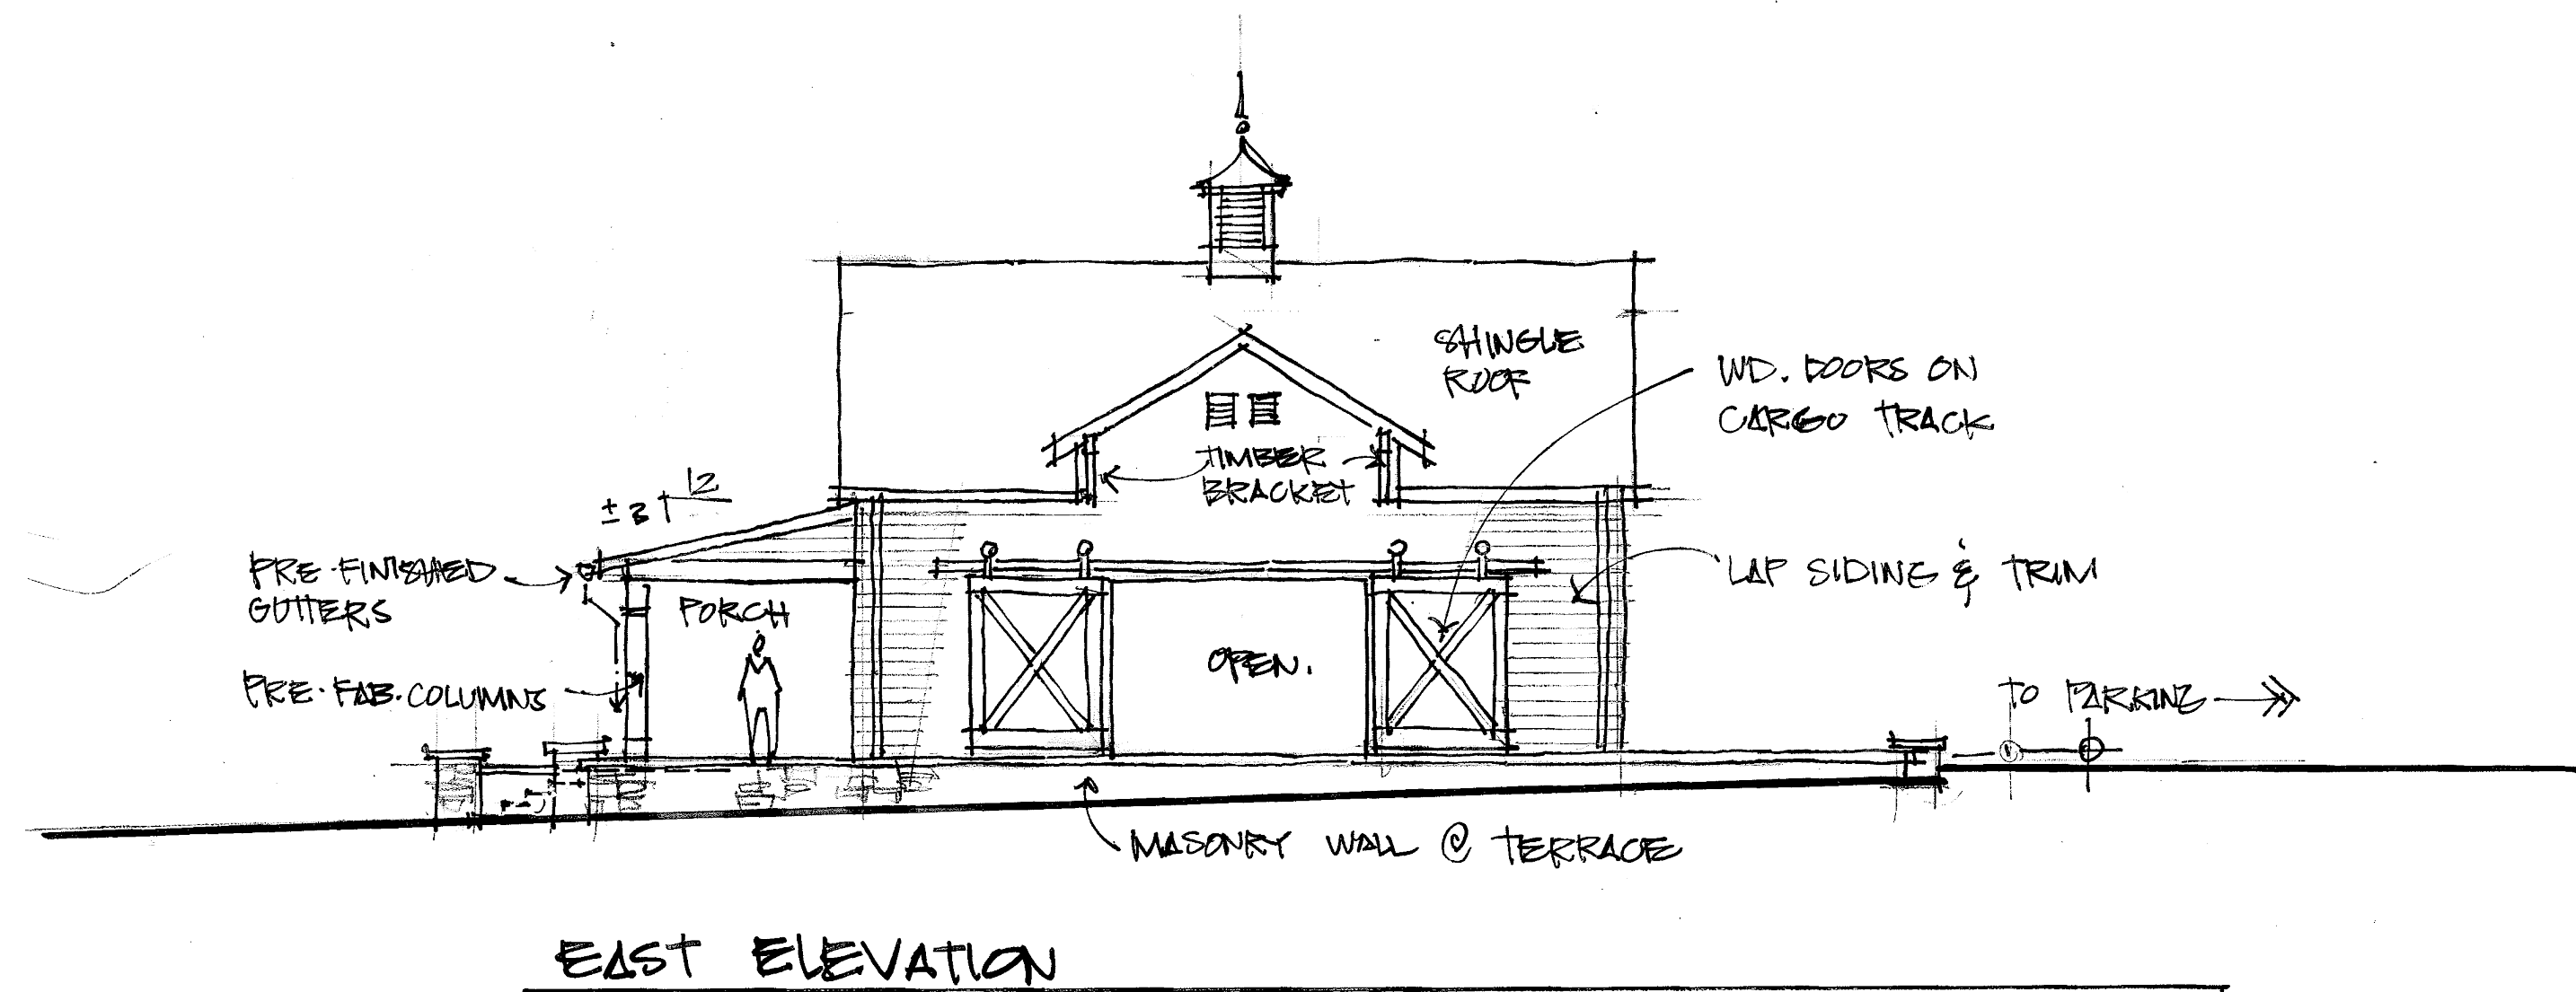 SHINGLE
ROOF
WD. DOORS ON
CARGO TRACK
TIMBER
BRACKET
12
± 3
PRE-FINISHED
GUTTERS
PORCH
LAP SIDING & TRIM
OPEN.
PRE-FAB. COLUMNS
TO PARKING
MASONRY WALL @ TERRACE
EAST ELEVATION